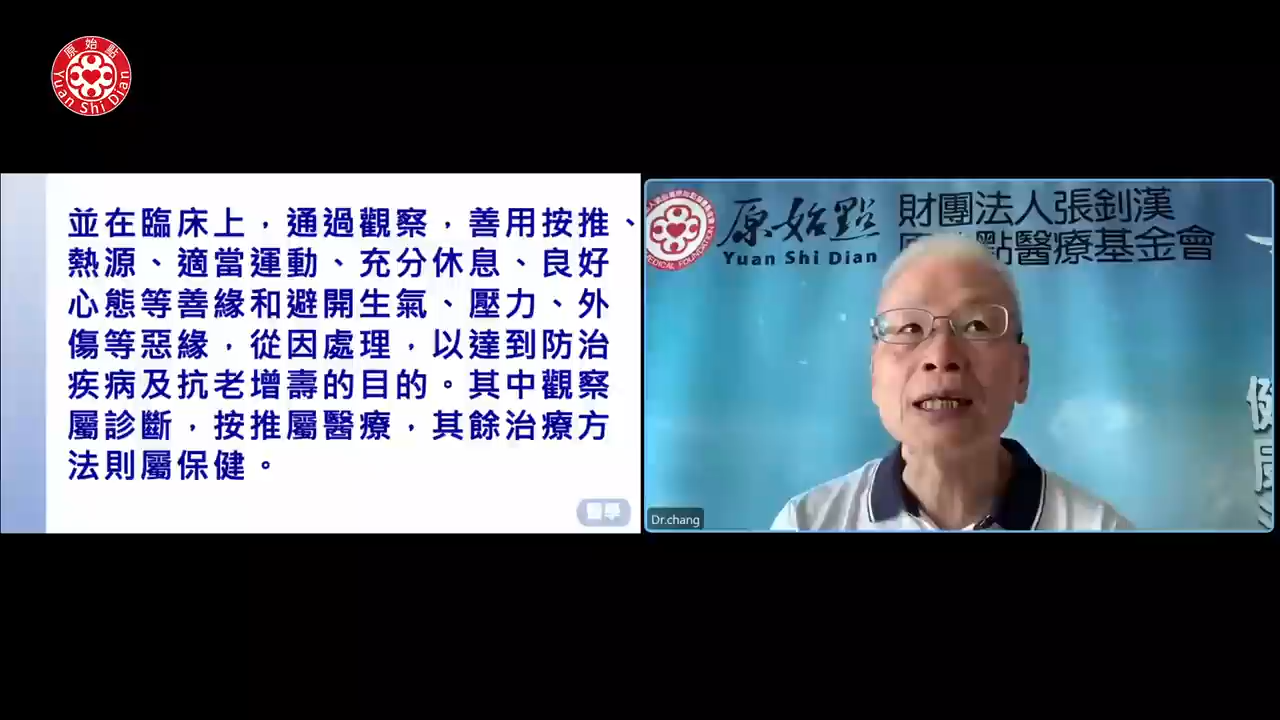 原始點
Yuan Shi Dian
並在臨床上，通過觀察，善用按推、
熱源、適當運動、充分休息、良好
心態等善緣和避開生氣、壓力、外
傷等惡緣，從因處理，以達到防治
疾病及抗老增壽的目的。其中觀察
屬診斷，按推屬醫療，其餘治療方
法則屬保健。
醫學
原始點
Yuan Shi Dian
財團法人張釗漢
點醫療基金會
Dr.chang